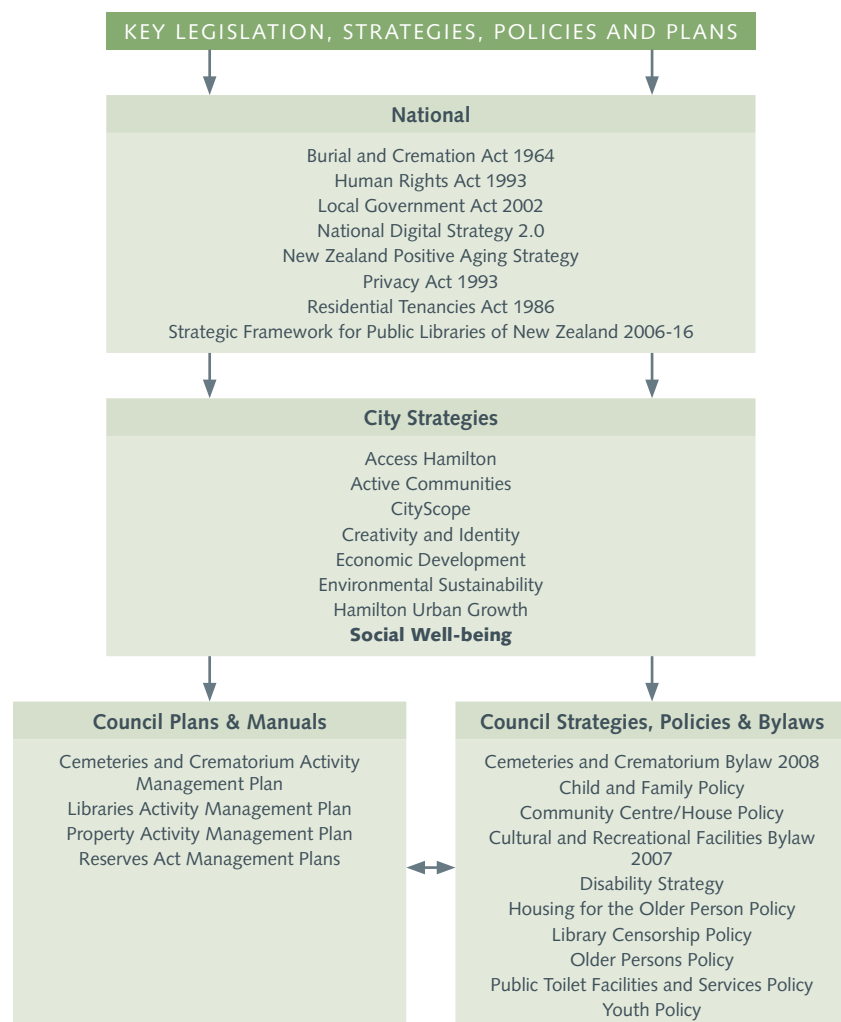 KEY LEGISLATION, STRATEGIES, POLICIES AND PLANS
National
Burial and Cremation Act 1964
Human Rights Act 1993
Local Government Act 2002
National Digital Strategy 2.0
New Zealand Positive Aging Strategy
Privacy Act 1993
Residential Tenancies Act 1986
Strategic Framework for Public Libraries of New Zealand 2006-16
City Strategies
Access Hamilton
Active Communities
CityScope
Creativity and Identity
Economic Development
Environmental Sustainability
Hamilton Urban Growth
Social Well-being
Council Plans & Manuals
Cemeteries and Crematorium Activity
Management Plan
Libraries Activity Management Plan
Property Activity Management Plan
Reserves Act Management Plans
Council Strategies, Policies & Bylaws
Cemeteries and Crematorium Bylaw 2008
Child and Family Policy
Community Centre/House Policy
Cultural and Recreational Facilities Bylaw
2007
Disability Strategy
Housing for the Older Person Policy
Library Censorship Policy
Older Persons Policy
Public Toilet Facilities and Services Policy
Youth Policy